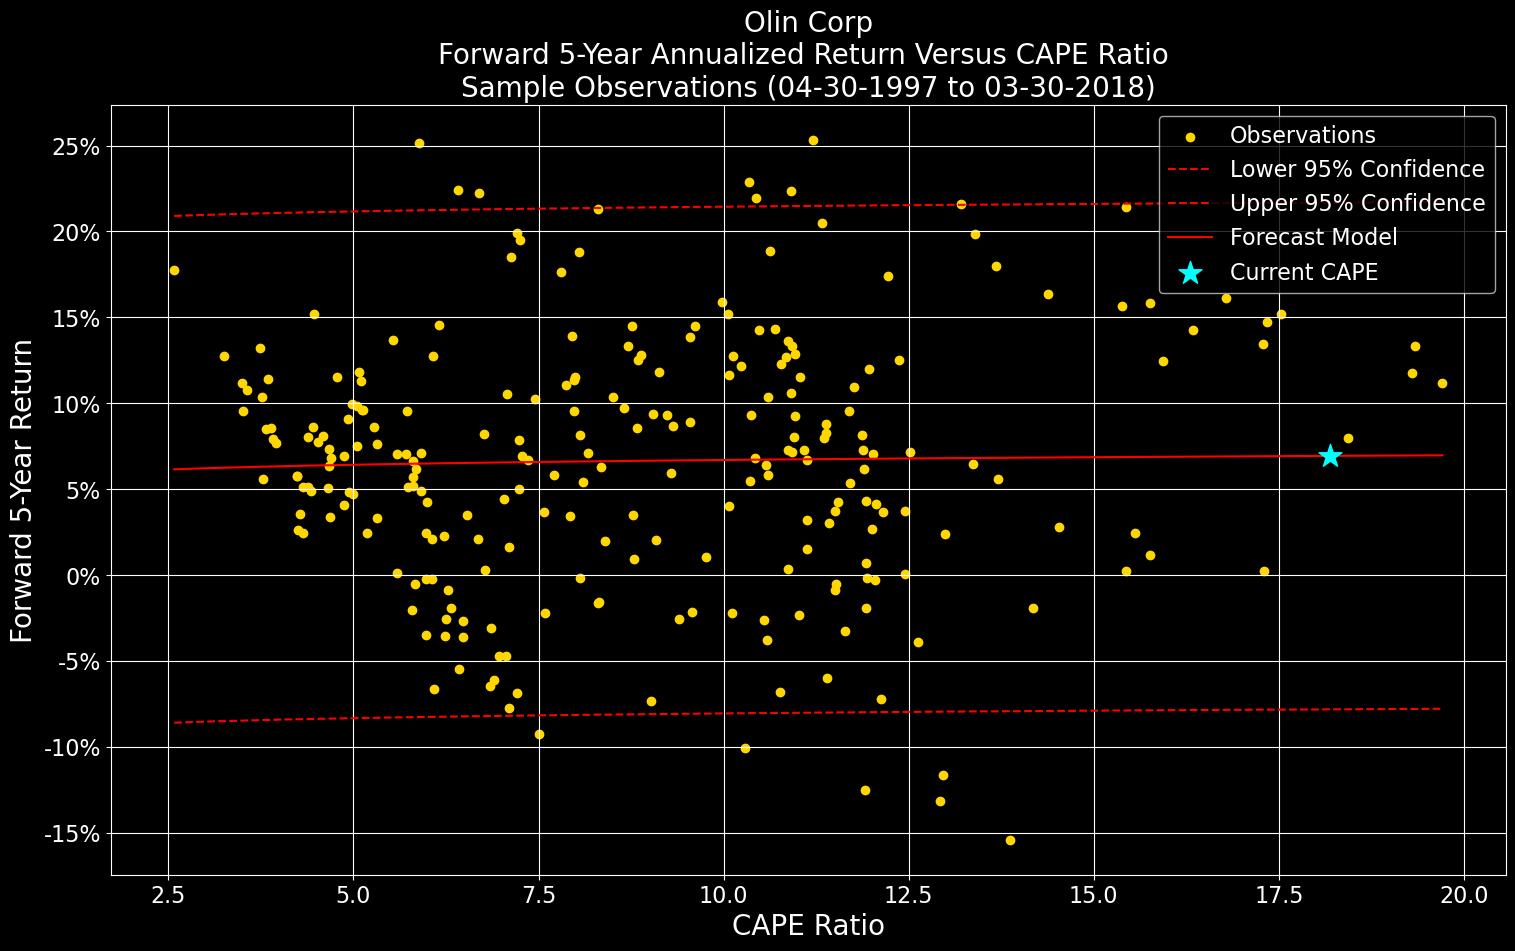 Olin Corp
Forward 5-Year Annualized Return Versus CAPE Ratio
Sample Observations (04-30-1997 to 03-30-2018)
Observations
Lower 95% Confidence
Upper 95% Confidence
Forecast Model
Current CAPE
Forward 5-Year Return
25%
20%
15%
10%
5%
0%
-5%
-10%
-15%
2.5 5.0 7.5 10.0 12.5 15.0 17.5 20.0
CAPE Ratio